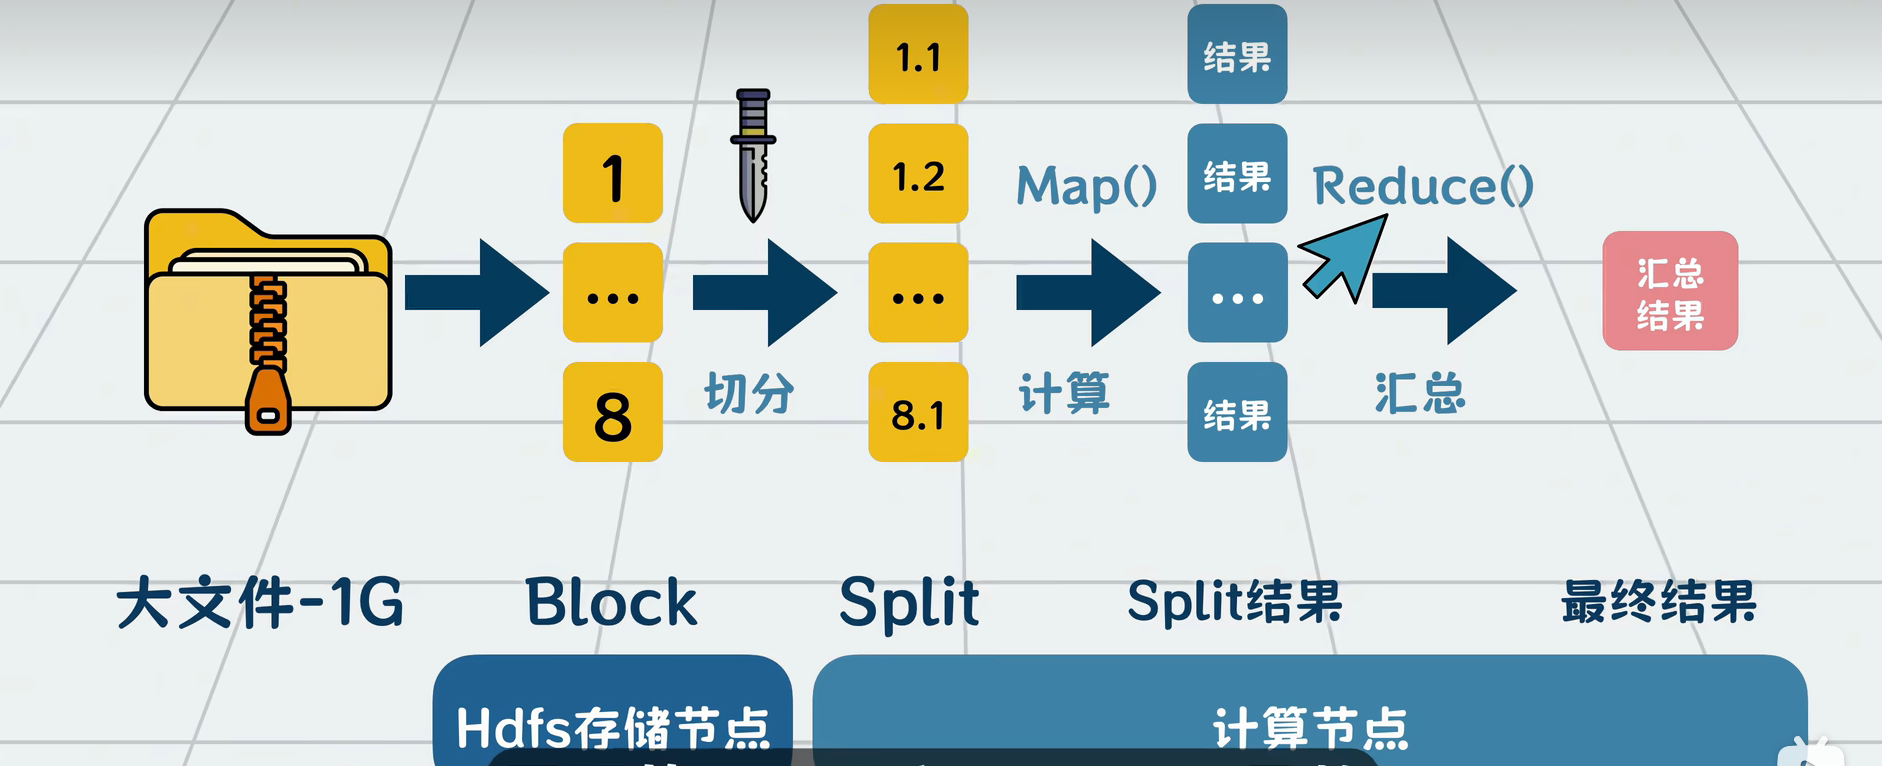 1
...
8
切分
1.1
1.2
...
8.1
Map()
计算
结果
结果
...
结果
Reduce()
汇总
汇总
结果
大文件-1G
Block
Split
Split结果
最终结果
Hdfs存储节点
计算节点